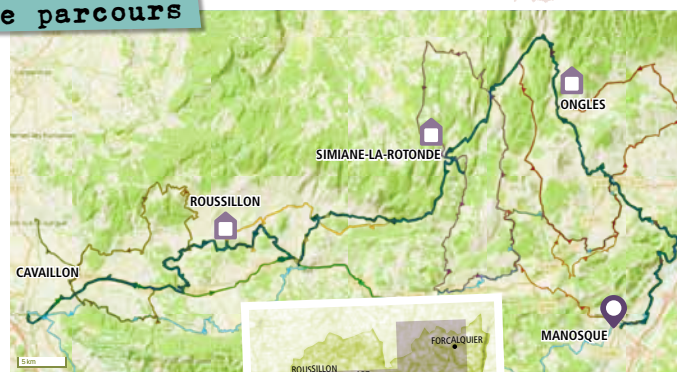 e parcours
ONGLES
SIMIANE-LA-ROTONDE
ROUSSILLON
CAVAILLON
MANOSQUE
FORCALQUIER
ROUSSILLON
5 km